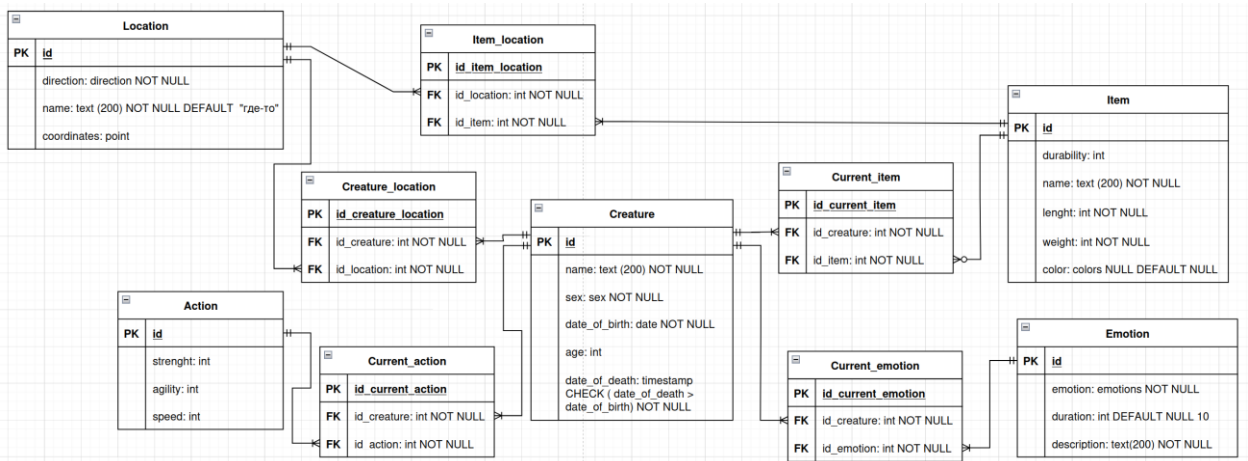 Location
PK id
direction: direction NOT NULL
name: text (200) NOT NULL DEFAULT "где-то"
coordinates: point
Item_location
PK id_item_location
FK id_location: int NOT NULL
FK id_item: int NOT NULL
Item
PK id
durability: int
name: text (200) NOT NULL
lenght: int NOT NULL
weight: int NOT NULL
color: colors NULL DEFAULT NULL
Creature_location
PK id_creature_location
FK id_creature: int NOT NULL
FK id_location: int NOT NULL
Creature
PK id
name: text (200) NOT NULL
sex: sex NOT NULL
date_of_birth: date NOT NULL
age: int
date_of_death: timestamp
CHECK ( date_of_death >
date_of_birth) NOT NULL
Current_item
PK id_current_item
FK id_creature: int NOT NULL
FK id_item: int NOT NULL
Action
PK id
strenght: int
agility: int
speed: int
Current_action
PK id_current_action
FK id_creature: int NOT NULL
FK id_action: int NOT NULL
Current_emotion
PK id_current_emotion
FK id_creature: int NOT NULL
FK id_emotion: int NOT NULL
Emotion
PK id
emotion: emotions NOT NULL
duration: int DEFAULT NULL 10
description: text(200) NOT NULL